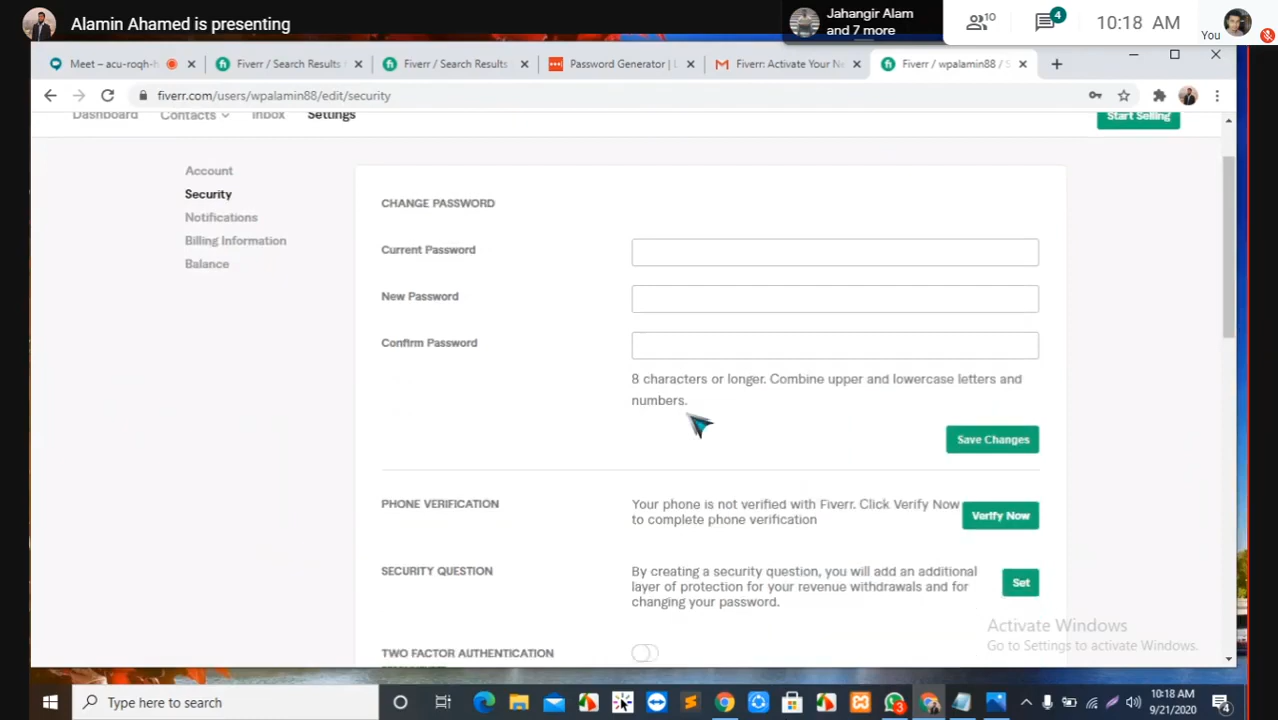 Alamin Ahamed is presenting
Jahangir Alam
and 7 more
10
4
10:18 AM
You
Meet – acu-roqh-
Fiverr / Search Results
Fiverr / Search Results
Password Generator | L
Fiverr: Activate Your Ne
Fiverr / wpalamin88 / S
fiverr.com/users/wpalamin88/edit/security
Dashboard
Contacts
Inbox
Settings
Start Selling
Account
Security
Notifications
Billing Information
Balance
CHANGE PASSWORD
Current Password
New Password
Confirm Password
8 characters or longer. Combine upper and lowercase letters and
numbers.
Save Changes
PHONE VERIFICATION
Your phone is not verified with Fiverr. Click Verify Now
to complete phone verification
Verify Now
SECURITY QUESTION
By creating a security question, you will add an additional
layer of protection for your revenue withdrawals and for
changing your password.
Set
TWO FACTOR AUTHENTICATION
Activate Windows
Go to Settings to activate Windows.
Type here to search
3
10:18 AM
9/21/2020
4